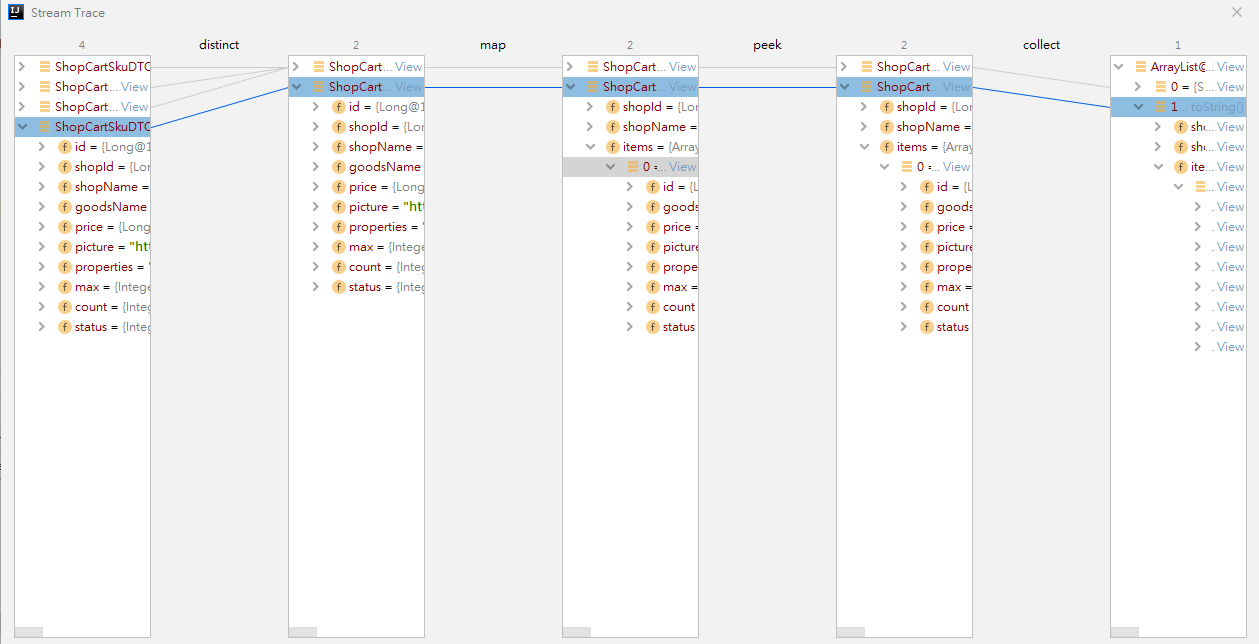 Stream Trace
4 distinct 2 map 2 peek 2 collect 1
ShopCartSkuDTO
ShopCart... View
ShopCart... View
ShopCartSkuDTO
id = {Long@1
shopId = {Lon
shopName =
goodsName
price = {Long
picture = "htt
properties = "
max = {Intege
count = {Integ
status = {Integ
ShopCart... View
ShopCart... View
id = {Long@1
shopId = {Lon
shopName =
goodsName
price = {Long
picture = "htt
properties = "
max = {Intege
count = {Integ
status = {Integ
ShopCart... View
ShopCart... View
shopId = {Lon
shopName =
items = {Array
0 =... View
id = {L
goods
price =
picture
prope
max =
count
status
ShopCart... View
ShopCart... View
shopId = {Lon
shopName =
items = {Array
0 =... View
id = {L
goods
price =
picture
prope
max =
count
status
ArrayList@... View
0 = {S... View
1... toString()
sh... View
sh... View
ite... View
... View
. View
. View
. View
. View
. View
. View
. View
. View